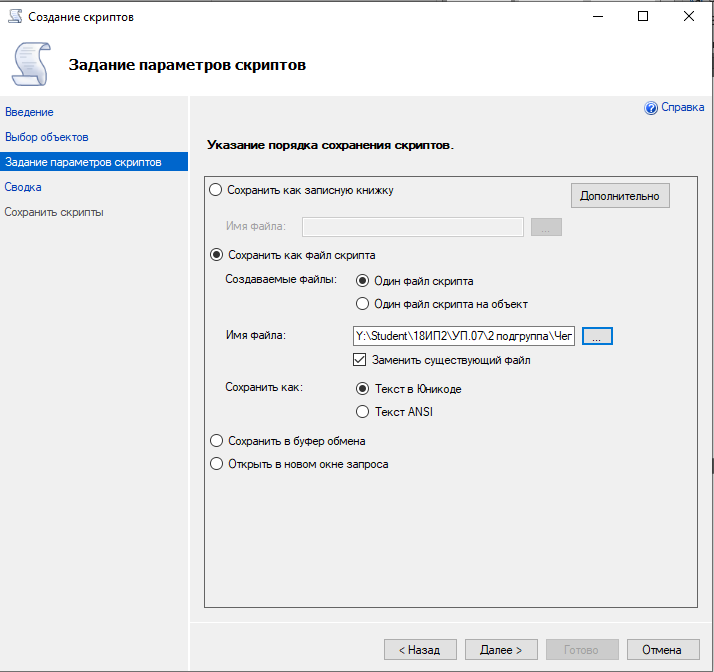 Создание скриптов
Задание параметров скриптов
Введение
Выбор объектов
Задание параметров скриптов
Сводка
Сохранить скрипты
Справка
Указание порядка сохранения скриптов.
Сохранить как записную книжку
Дополнительно
Имя файла:
...
Сохранить как файл скрипта
Создаваемые файлы:
Один файл скрипта
Один файл скрипта на объект
Имя файла:
Y:\Student\18ИП2\УП.07\2 подгруппа\Чег
...
Заменить существующий файл
Сохранить как:
Текст в Юникоде
Текст ANSI
Сохранить в буфер обмена
Открыть в новом окне запроса
< Назад
Далее >
Готово
Отмена